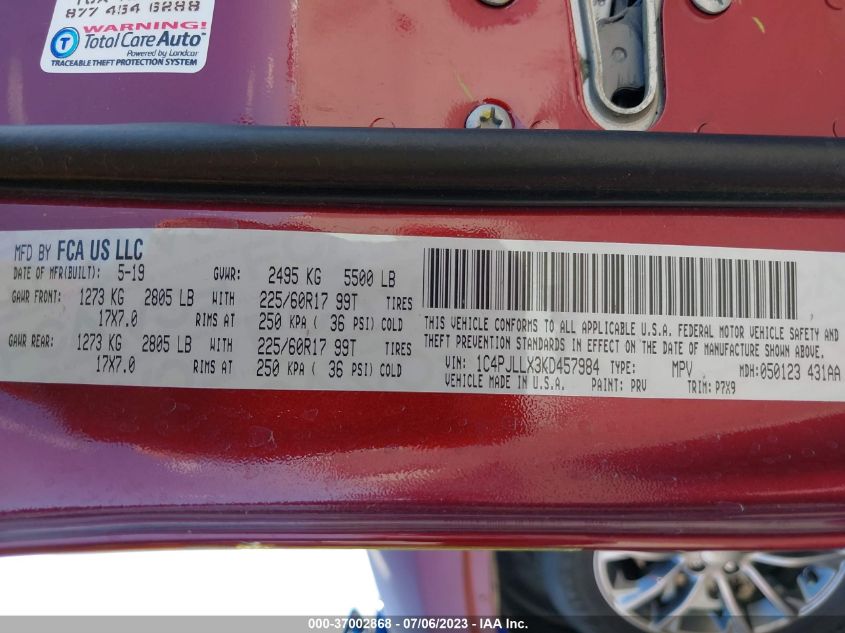 877 454 6288
WARNING!
T Total Care Auto
Powered by Landcar
TRACEABLE THEFT PROTECTION SYSTEM
MFD BY FCA US LLC
DATE OF MFR(BUILT): 5-19 GVWR: 2495 KG 5500 LB
GAWR FRONT: 1273 KG 2805 LB WITH 225/60R17 99T TIRES
17X7.0 RIMS AT 250 KPA ( 36 PSI) COLD
GAWR REAR: 1273 KG 2805 LB WITH 225/60R17 99T TIRES
17X7.0 RIMS AT 250 KPA ( 36 PSI) COLD
THIS VEHICLE CONFORMS TO ALL APPLICABLE U.S.A. FEDERAL MOTOR VEHICLE SAFETY AND
THEFT PREVENTION STANDARDS IN EFFECT ON THE DATE OF MANUFACTURE SHOWN ABOVE.
VIN: 1C4PJLLX3KD457984 TYPE: MPV MDH:050123 431AA
VEHICLE MADE IN U.S.A. PAINT: PRV TRIM: P7X9
000-37002868 - 07/06/2023 - IAA Inc.